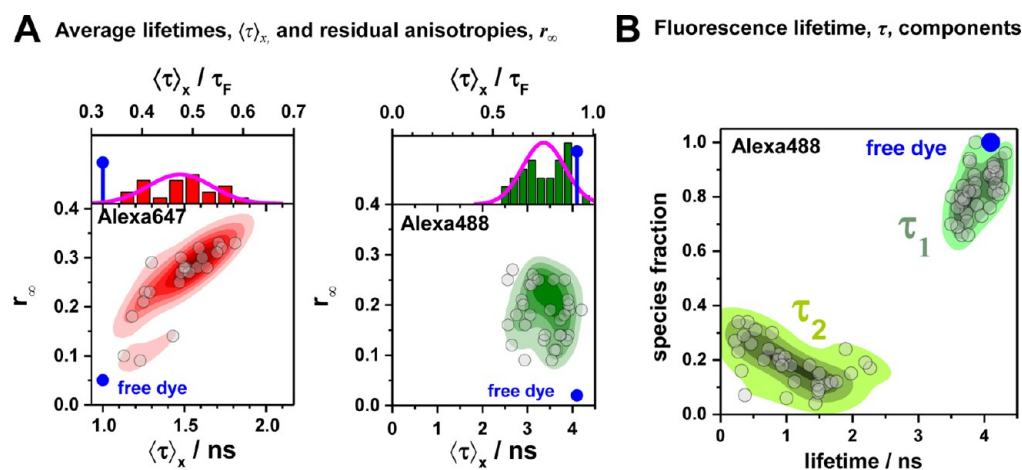 A Average lifetimes, ⟨τ⟩x, and residual anisotropies, r∞
⟨τ⟩x / τF
0.3 0.4 0.5 0.6 0.7
Alexa647
0.4
0.3
0.2
0.1
0.0
r∞
free dye
1.0 1.5 2.0
⟨τ⟩x / ns
⟨τ⟩x / τF
0.0 0.3 0.6 1.0
Alexa488
0.4
0.3
0.2
0.1
0.0
r∞
free dye
0 1 2 3 4
⟨τ⟩x / ns
B Fluorescence lifetime, τ, components
Alexa488
free dye
1.0
0.8
0.6
0.4
0.2
0.0
species fraction
τ1
τ2
0 1 2 3 4
lifetime / ns